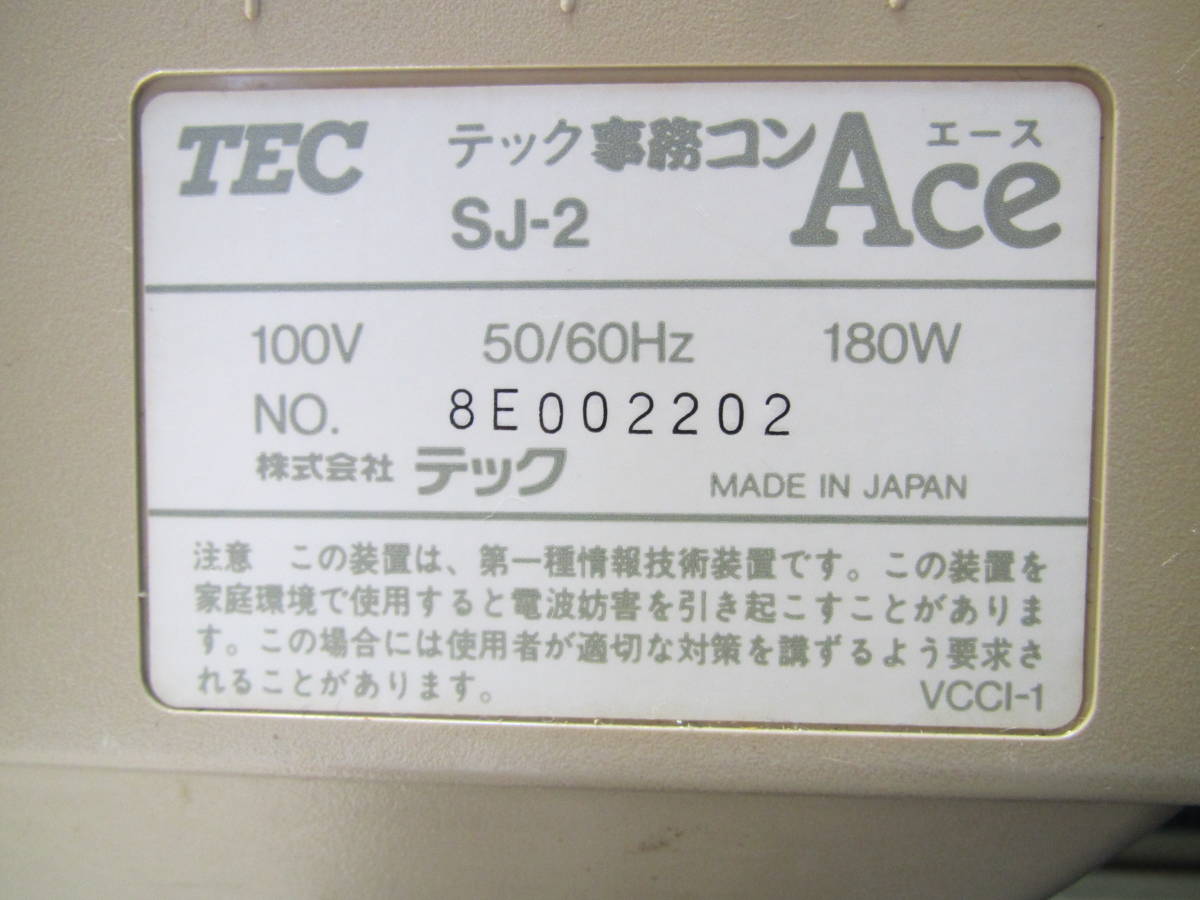 TEC テック 事務コン Ace エース
SJ-2
100V 50/60Hz 180W
NO. 8E002202
株式会社 テック MADE IN JAPAN
注意 この装置は、第一種情報技術装置です。この装置を
家庭環境で使用すると電波妨害を引き起こすことがありま
す。この場合には使用者が適切な対策を講ずるよう要求さ
れることがあります。 VCCI-1